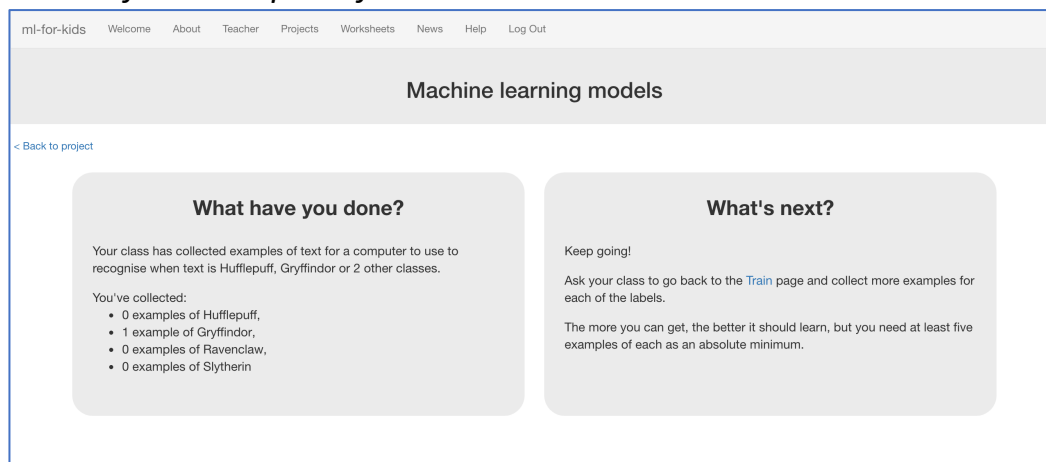 ml-for-kids Welcome About Teacher Projects Worksheets News Help Log Out
Machine learning models
< Back to project
What have you done?
Your class has collected examples of text for a computer to use to
recognise when text is Hufflepuff, Gryffindor or 2 other classes.
You've collected:
• 0 examples of Hufflepuff,
• 1 example of Gryffindor,
• 0 examples of Ravenclaw,
• 0 examples of Slytherin
What's next?
Keep going!
Ask your class to go back to the Train page and collect more examples for
each of the labels.
The more you can get, the better it should learn, but you need at least five
examples of each as an absolute minimum.